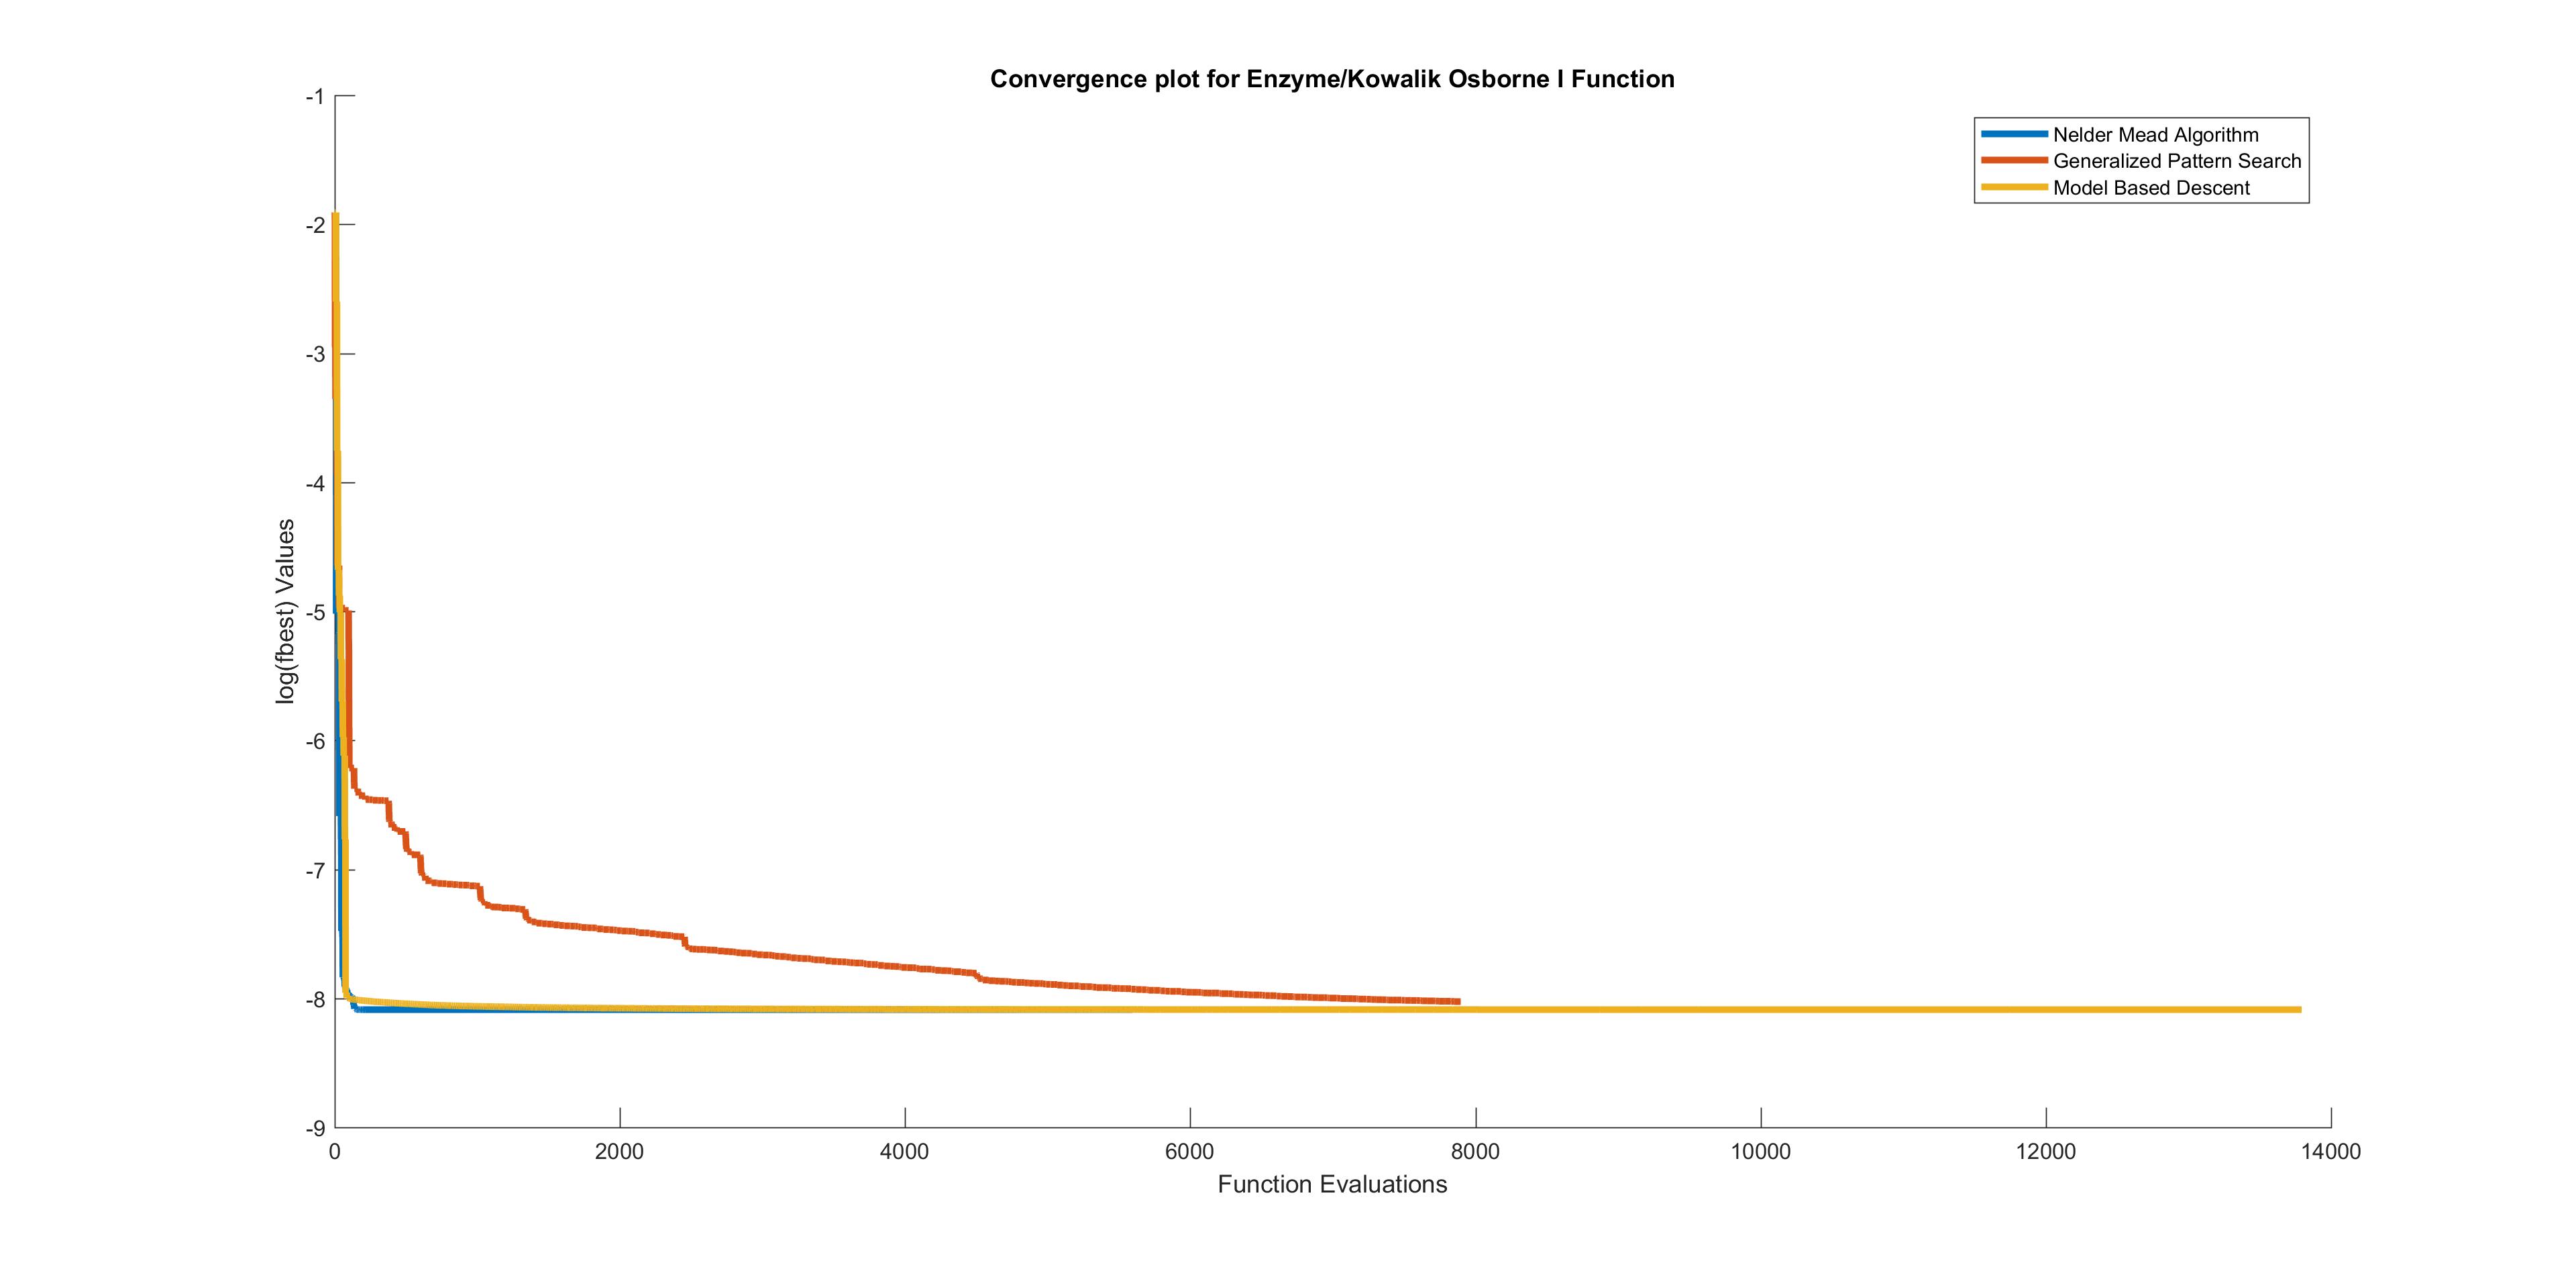 Convergence plot for Enzyme/Kowalik Osborne I Function
Nelder Mead Algorithm
Generalized Pattern Search
Model Based Descent
log(fbest) Values
-1
-2
-3
-4
-5
-6
-7
-8
-9
0 2000 4000 6000 8000 10000 12000 14000
Function Evaluations